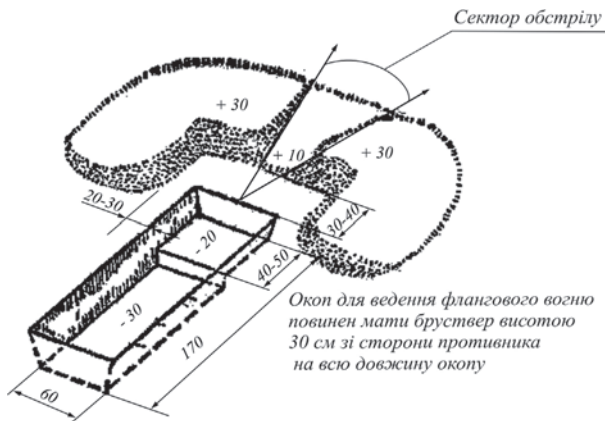 Сектор обстрілу
+ 30
+ 10
+ 30
20-30
30-40
- 20
40-50
- 30
170
60
Окоп для ведення флангового вогню
повинен мати бруствер висотою
30 см зі сторони противника
на всю довжину окопу